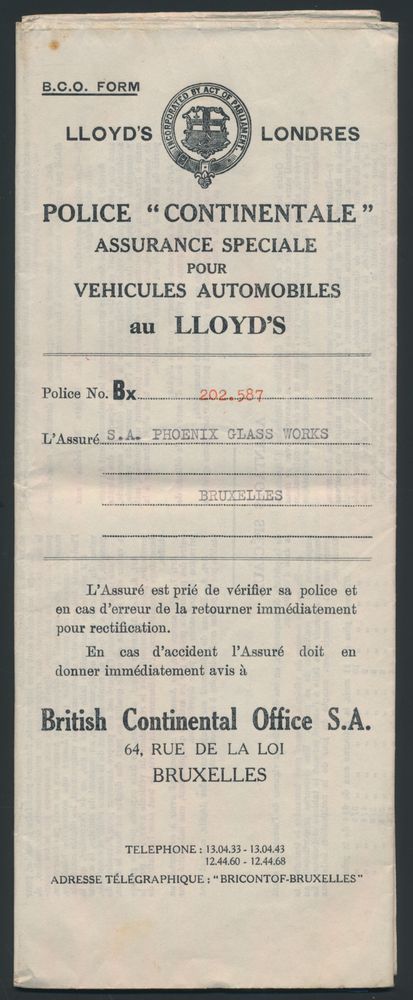 B.C.O. FORM
INCORPORATED BY ACT OF PARLIAMENT
LLOYD'S LONDRES
POLICE "CONTINENTALE"
ASSURANCE SPECIALE
POUR
VEHICULES AUTOMOBILES
au LLOYD'S
Police No. Bx 202.587
L'Assuré S.A. PHOENIX GLASS WORKS
BRUXELLES
L'Assuré est prié de vérifier sa police et
en cas d'erreur de la retourner immédiatement
pour rectification.
En cas d'accident l'Assuré doit en
donner immédiatement avis à
British Continental Office S.A.
64, RUE DE LA LOI
BRUXELLES
TELEPHONE : 13.04.33 - 13.04.43
12.44.60 - 12.44.68
ADRESSE TÉLÉGRAPHIQUE : "BRICONTOF-BRUXELLES"